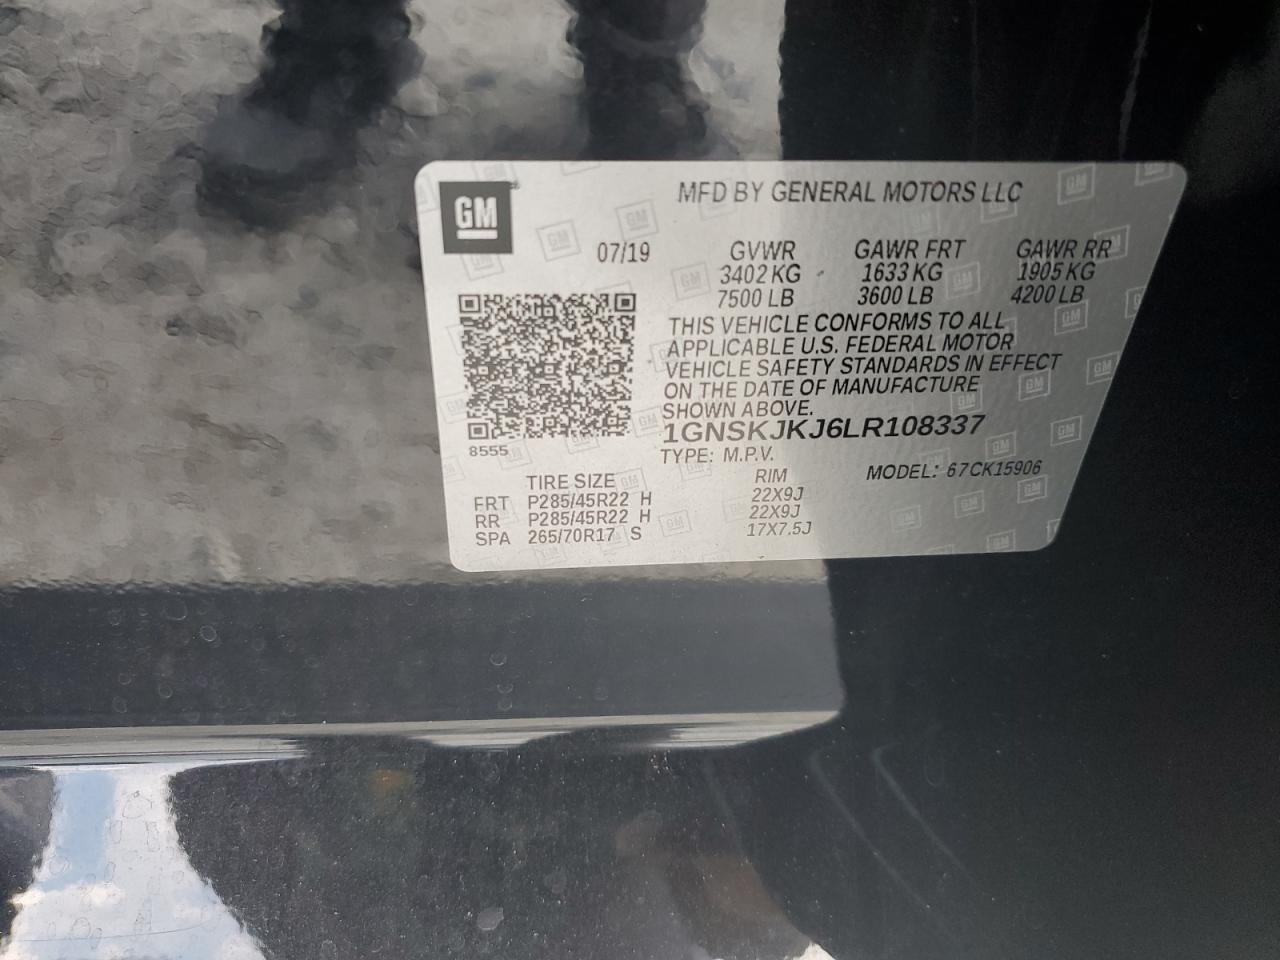 GM
MFD BY GENERAL MOTORS LLC
07/19 GVWR GAWR FRT GAWR RR
3402 KG 1633 KG 1905 KG
7500 LB 3600 LB 4200 LB
THIS VEHICLE CONFORMS TO ALL
APPLICABLE U.S. FEDERAL MOTOR
VEHICLE SAFETY STANDARDS IN EFFECT
ON THE DATE OF MANUFACTURE
SHOWN ABOVE.
1GNSKJKJ6LR108337
8555
TYPE: M.P.V. MODEL: 67CK15906
TIRE SIZE RIM
FRT P285/45R22 H 22X9J
RR P285/45R22 H 22X9J
SPA 265/70R17 S 17X7.5J